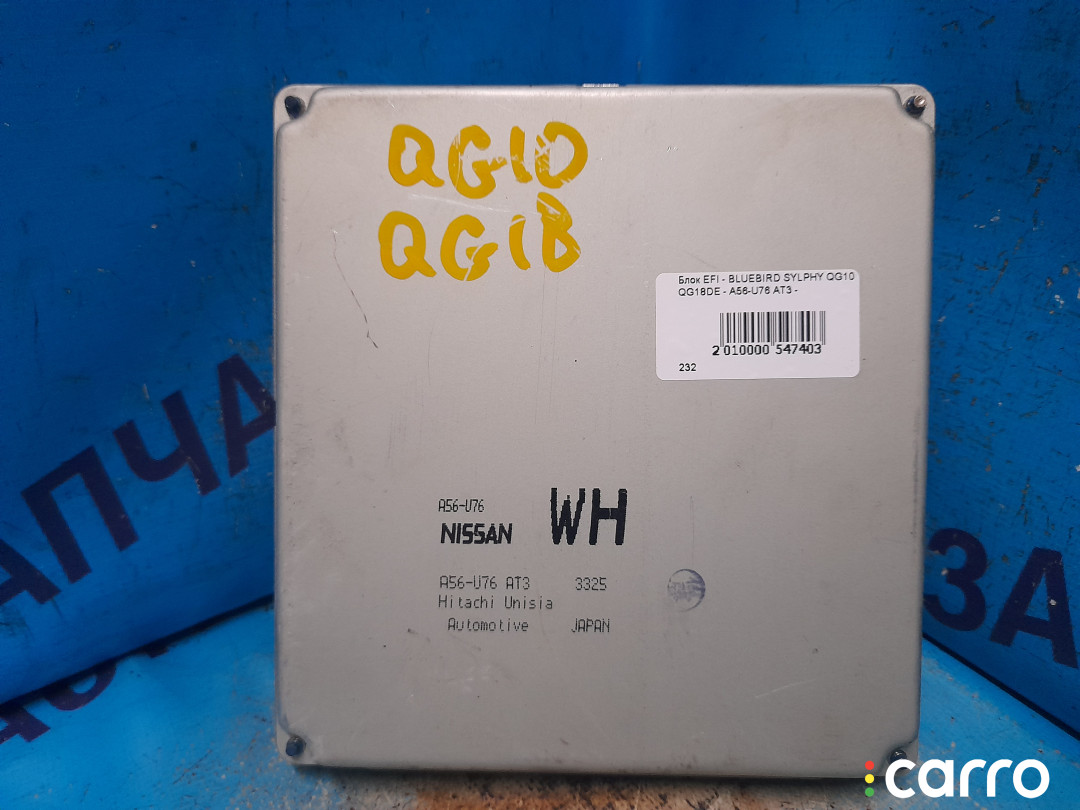 QG10
QG18
Блок EFI - BLUEBIRD SYLPHY QG10
QG18DE - A56-U76 AT3 -
2 010000 547403
232
A56-U76
NISSAN WH
A56-U76 AT3 3325
Hitachi Unisia
Automotive JAPAN
carro